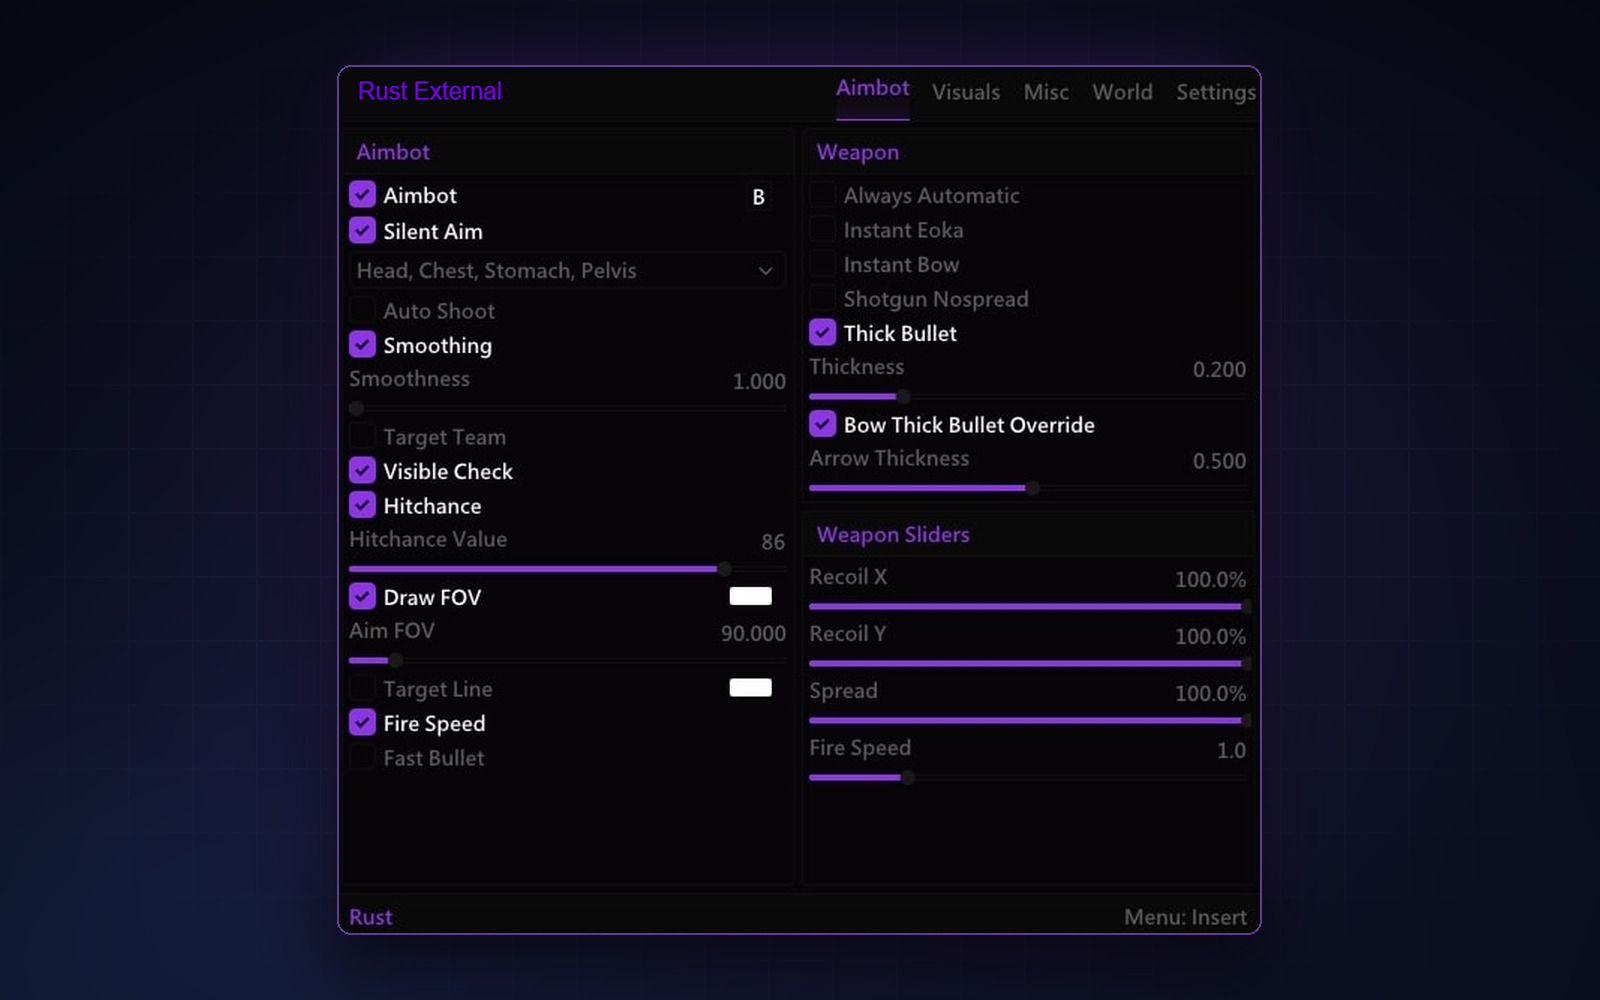 Rust External
Aimbot Visuals Misc World Settings
Aimbot
Aimbot B
Silent Aim
Head, Chest, Stomach, Pelvis
Auto Shoot
Smoothing
Smoothness 1.000
Target Team
Visible Check
Hitchance
Hitchance Value 86
Draw FOV
Aim FOV 90.000
Target Line
Fire Speed
Fast Bullet
Weapon
Always Automatic
Instant Eoka
Instant Bow
Shotgun Nospread
Thick Bullet
Thickness 0.200
Bow Thick Bullet Override
Arrow Thickness 0.500
Weapon Sliders
Recoil X 100.0%
Recoil Y 100.0%
Spread 100.0%
Fire Speed 1.0
Rust
Menu: Insert